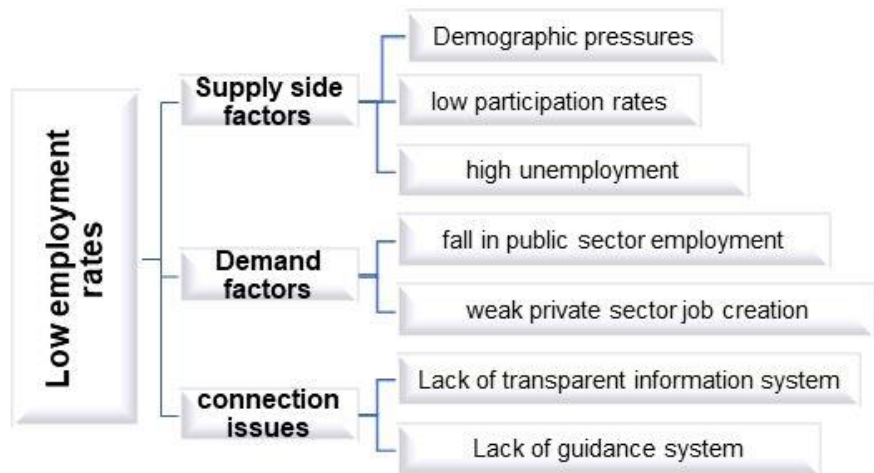 Low employment
rates
Supply side
factors
Demographic pressures
low participation rates
high unemployment
Demand
factors
fall in public sector employment
weak private sector job creation
connection
issues
Lack of transparent information system
Lack of guidance system